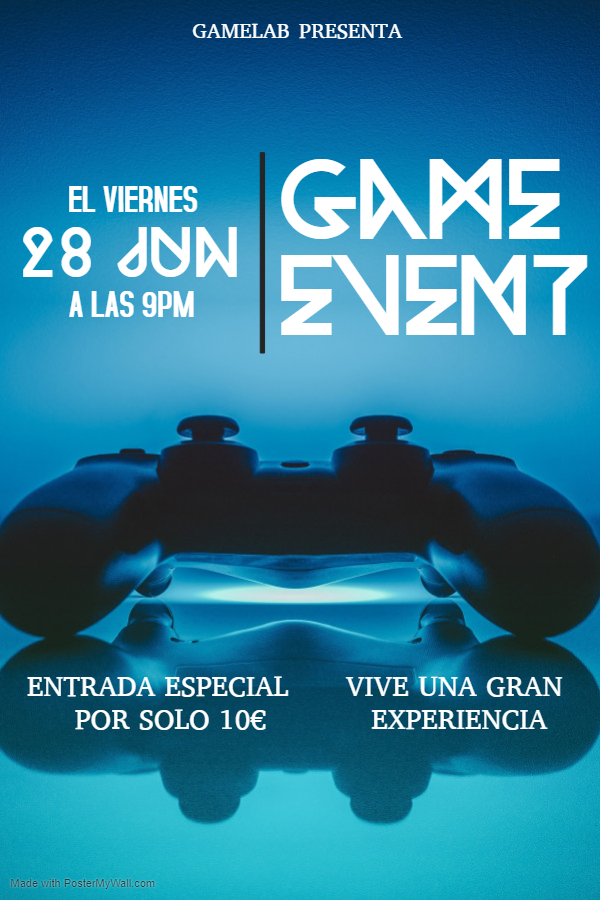 GAMELAB PRESENTA
EL VIERNES
28 JUN
A LAS 9PM
GAME
EVENT
ENTRADA ESPECIAL
POR SOLO 10€
VIVE UNA GRAN
EXPERIENCIA
Made with PosterMyWall.com